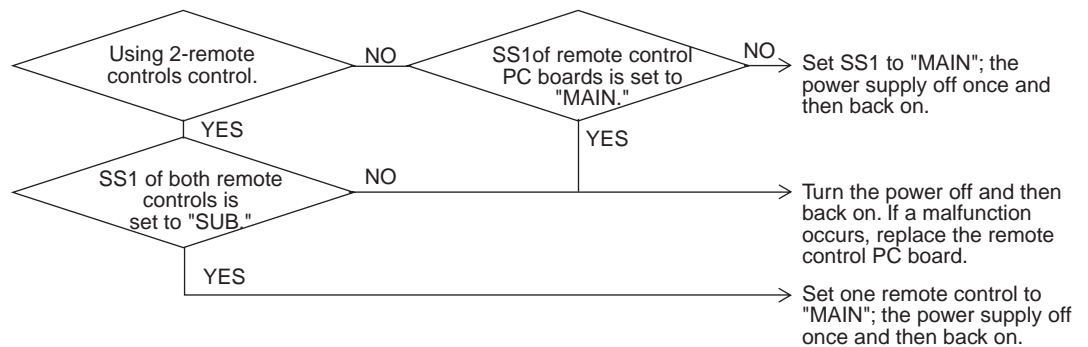 Using 2-remote
controls control.
NO
SS1of remote control
PC boards is set to
"MAIN."
NO
Set SS1 to "MAIN"; the
power supply off once and
then back on.
YES
YES
SS1 of both remote
controls is
set to "SUB."
NO
Turn the power off and then
back on. If a malfunction
occurs, replace the remote
control PC board.
YES
Set one remote control to
"MAIN"; the power supply off
once and then back on.